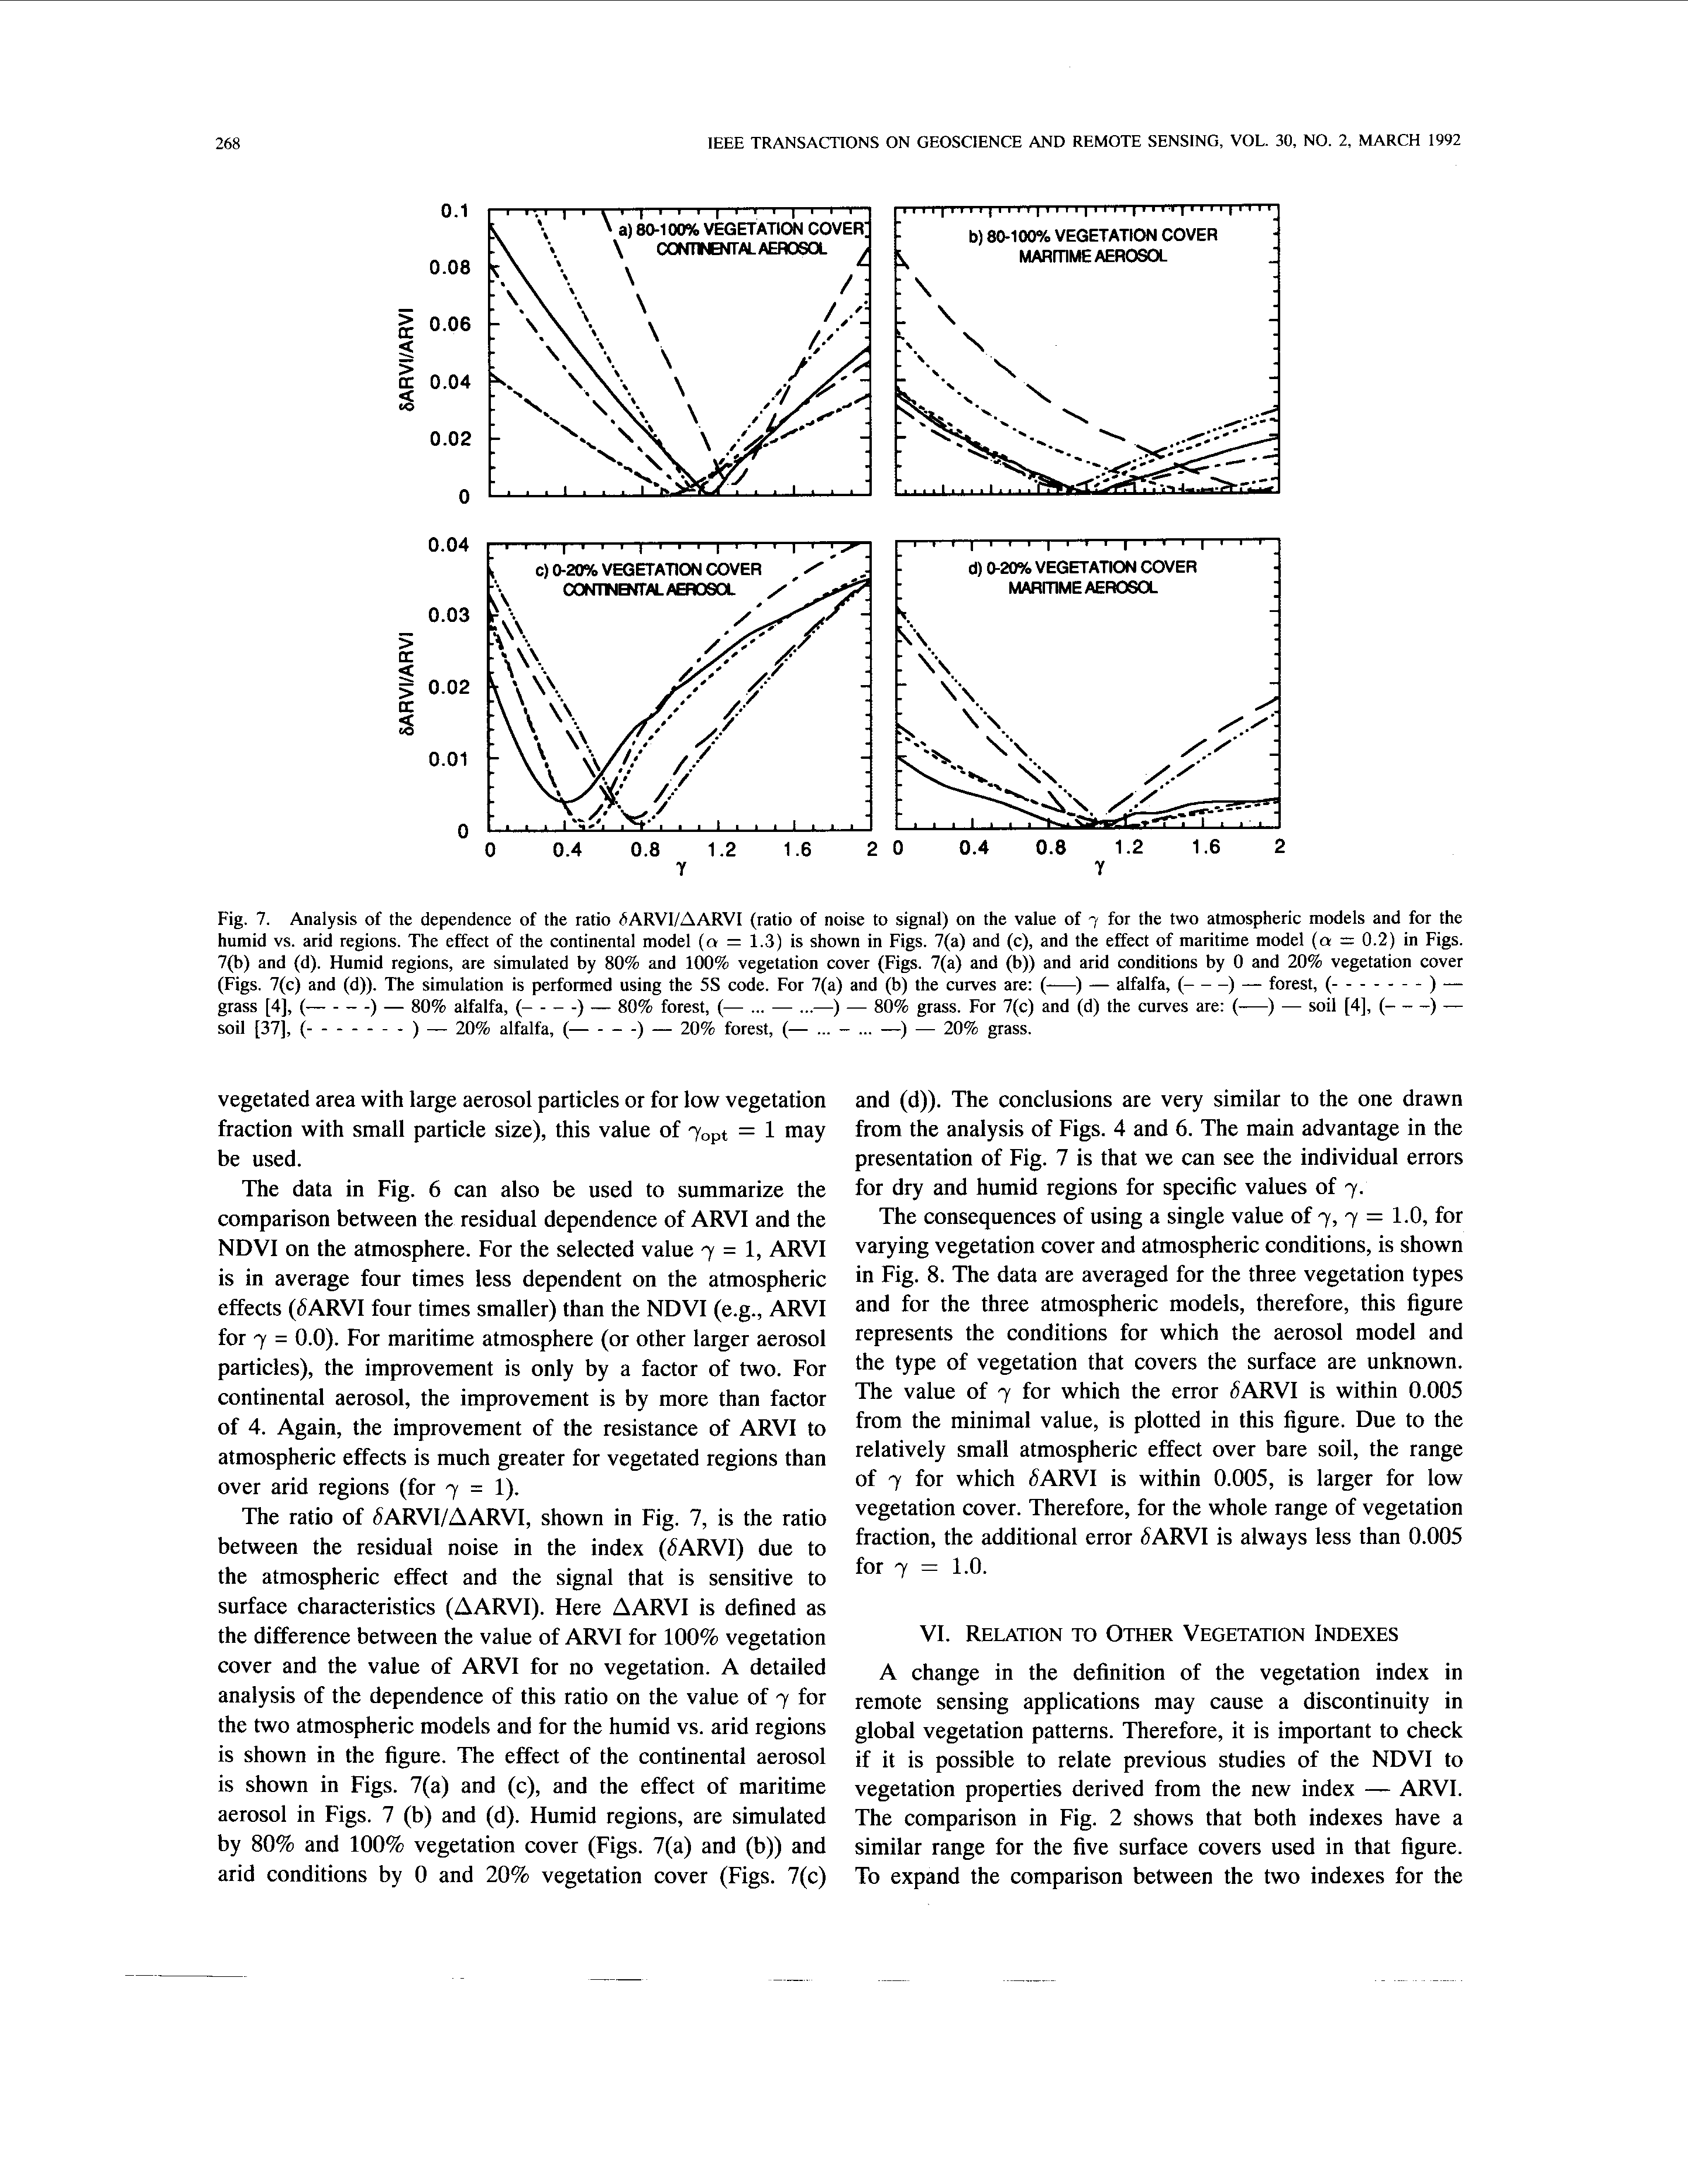 268
IEEE TRANSACTIONS ON GEOSCIENCE AND REMOTE SENSING, VOL. 30, NO. 2, MARCH 1992
0.1
0.08
0.06
0.04
0.02
0
δARVI/ARVI
a) 80-100% VEGETATION COVER
CONTINENTAL AEROSOL
b) 80-100% VEGETATION COVER
MARITIME AEROSOL
0.04
0.03
0.02
0.01
0
δARVI/ARVI
c) 0-20% VEGETATION COVER
CONTINENTAL AEROSOL
d) 0-20% VEGETATION COVER
MARITIME AEROSOL
0 0.4 0.8 1.2 1.6 2 0 0.4 0.8 1.2 1.6 2
γ γ
Fig. 7. Analysis of the dependence of the ratio δARVI/△ARVI (ratio of noise to signal) on the value of γ for the two atmospheric models and for the
humid vs. arid regions. The effect of the continental model (α = 1.3) is shown in Figs. 7(a) and (c), and the effect of maritime model (α = 0.2) in Figs.
7(b) and (d). Humid regions, are simulated by 80% and 100% vegetation cover (Figs. 7(a) and (b)) and arid conditions by 0 and 20% vegetation cover
(Figs. 7(c) and (d)). The simulation is performed using the 5S code. For 7(a) and (b) the curves are: (——) — alfalfa, (– – –) — forest, (- - - - - - - ) —
grass [4], (— - - -) — 80% alfalfa, (- - - -) — 80% forest, (— ... — ...—) — 80% grass. For 7(c) and (d) the curves are: (——) — soil [4], (– – –) —
soil [37], (- - - - - - - ) — 20% alfalfa, (— - - -) — 20% forest, (— ... – ... —) — 20% grass.
vegetated area with large aerosol particles or for low vegetation
fraction with small particle size), this value of γopt = 1 may
be used.
The data in Fig. 6 can also be used to summarize the
comparison between the residual dependence of ARVI and the
NDVI on the atmosphere. For the selected value γ = 1, ARVI
is in average four times less dependent on the atmospheric
effects (δARVI four times smaller) than the NDVI (e.g., ARVI
for γ = 0.0). For maritime atmosphere (or other larger aerosol
particles), the improvement is only by a factor of two. For
continental aerosol, the improvement is by more than factor
of 4. Again, the improvement of the resistance of ARVI to
atmospheric effects is much greater for vegetated regions than
over arid regions (for γ = 1).
The ratio of δARVI/△ARVI, shown in Fig. 7, is the ratio
between the residual noise in the index (δARVI) due to
the atmospheric effect and the signal that is sensitive to
surface characteristics (△ARVI). Here △ARVI is defined as
the difference between the value of ARVI for 100% vegetation
cover and the value of ARVI for no vegetation. A detailed
analysis of the dependence of this ratio on the value of γ for
the two atmospheric models and for the humid vs. arid regions
is shown in the figure. The effect of the continental aerosol
is shown in Figs. 7(a) and (c), and the effect of maritime
aerosol in Figs. 7 (b) and (d). Humid regions, are simulated
by 80% and 100% vegetation cover (Figs. 7(a) and (b)) and
arid conditions by 0 and 20% vegetation cover (Figs. 7(c)
and (d)). The conclusions are very similar to the one drawn
from the analysis of Figs. 4 and 6. The main advantage in the
presentation of Fig. 7 is that we can see the individual errors
for dry and humid regions for specific values of γ.
The consequences of using a single value of γ, γ = 1.0, for
varying vegetation cover and atmospheric conditions, is shown
in Fig. 8. The data are averaged for the three vegetation types
and for the three atmospheric models, therefore, this figure
represents the conditions for which the aerosol model and
the type of vegetation that covers the surface are unknown.
The value of γ for which the error δARVI is within 0.005
from the minimal value, is plotted in this figure. Due to the
relatively small atmospheric effect over bare soil, the range
of γ for which δARVI is within 0.005, is larger for low
vegetation cover. Therefore, for the whole range of vegetation
fraction, the additional error δARVI is always less than 0.005
for γ = 1.0.
VI. RELATION TO OTHER VEGETATION INDEXES
A change in the definition of the vegetation index in
remote sensing applications may cause a discontinuity in
global vegetation patterns. Therefore, it is important to check
if it is possible to relate previous studies of the NDVI to
vegetation properties derived from the new index — ARVI.
The comparison in Fig. 2 shows that both indexes have a
similar range for the five surface covers used in that figure.
To expand the comparison between the two indexes for the